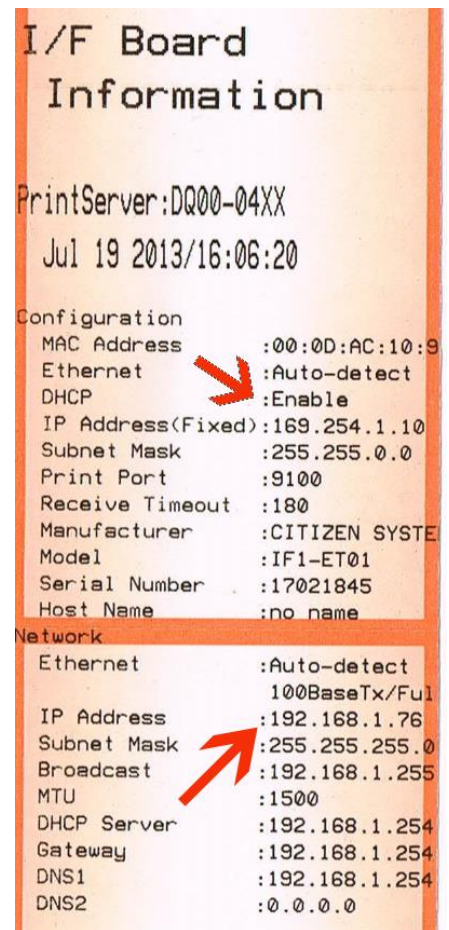 I/F Board
Information
PrintServer:DQ00-04XX
Jul 19 2013/16:06:20
Configuration
MAC Address :00:0D:AC:10:9
Ethernet :Auto-detect
DHCP :Enable
IP Address(Fixed):169.254.1.10
Subnet Mask :255.255.0.0
Print Port :9100
Receive Timeout :180
Manufacturer :CITIZEN SYSTE
Model :IF1-ET01
Serial Number :17021845
Host Name :no name
Network
Ethernet :Auto-detect
100BaseTx/Ful
IP Address :192.168.1.76
Subnet Mask :255.255.255.0
Broadcast :192.168.1.255
MTU :1500
DHCP Server :192.168.1.254
Gateway :192.168.1.254
DNS1 :192.168.1.254
DNS2 :0.0.0.0